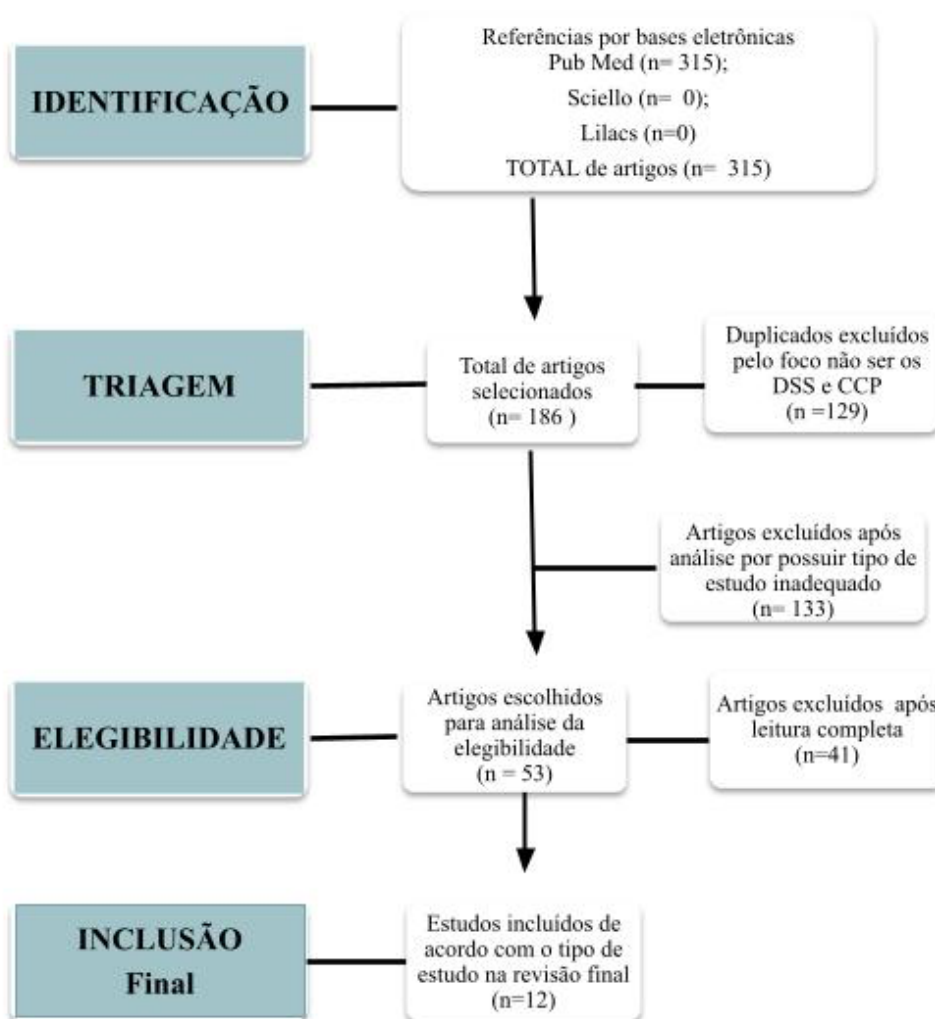 IDENTIFICAÇÃO
Referências por bases eletrônicas
Pub Med (n= 315);
Sciello (n= 0);
Lilacs (n=0)
TOTAL de artigos (n= 315)
TRIAGEM
Total de artigos
selecionados
(n= 186 )
Duplicados excluídos
pelo foco não ser os
DSS e CCP
(n =129)
Artigos excluídos após
análise por possuir tipo de
estudo inadequado
(n= 133)
ELEGIBILIDADE
Artigos escolhidos
para análise da
elegibilidade
(n = 53)
Artigos excluídos após
leitura completa
(n=41)
INCLUSÃO
Final
Estudos incluídos de
acordo com o tipo de
estudo na revisão final
(n=12)